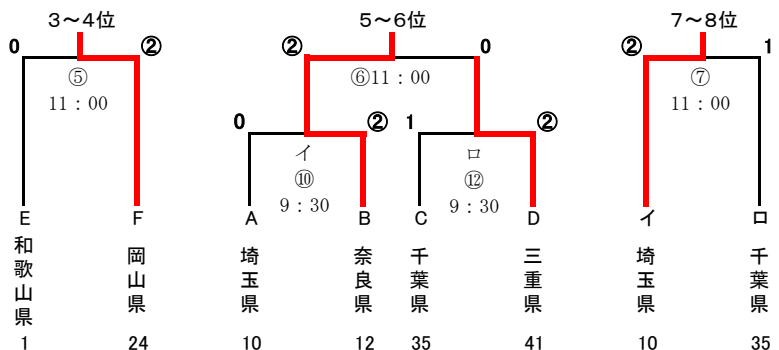 3～4位 5～6位 7～8位
0 ② ② 0 ② 1
⑤ ⑥11：00 ⑦
11：00 11：00
0 ② 1 ②
イ ロ
⑩ ⑫
9：30 9：30
E F A B C D イ ロ
和歌山県 岡山県 埼玉県 奈良県 千葉県 三重県 埼玉県 千葉県
1 24 10 12 35 41 10 35